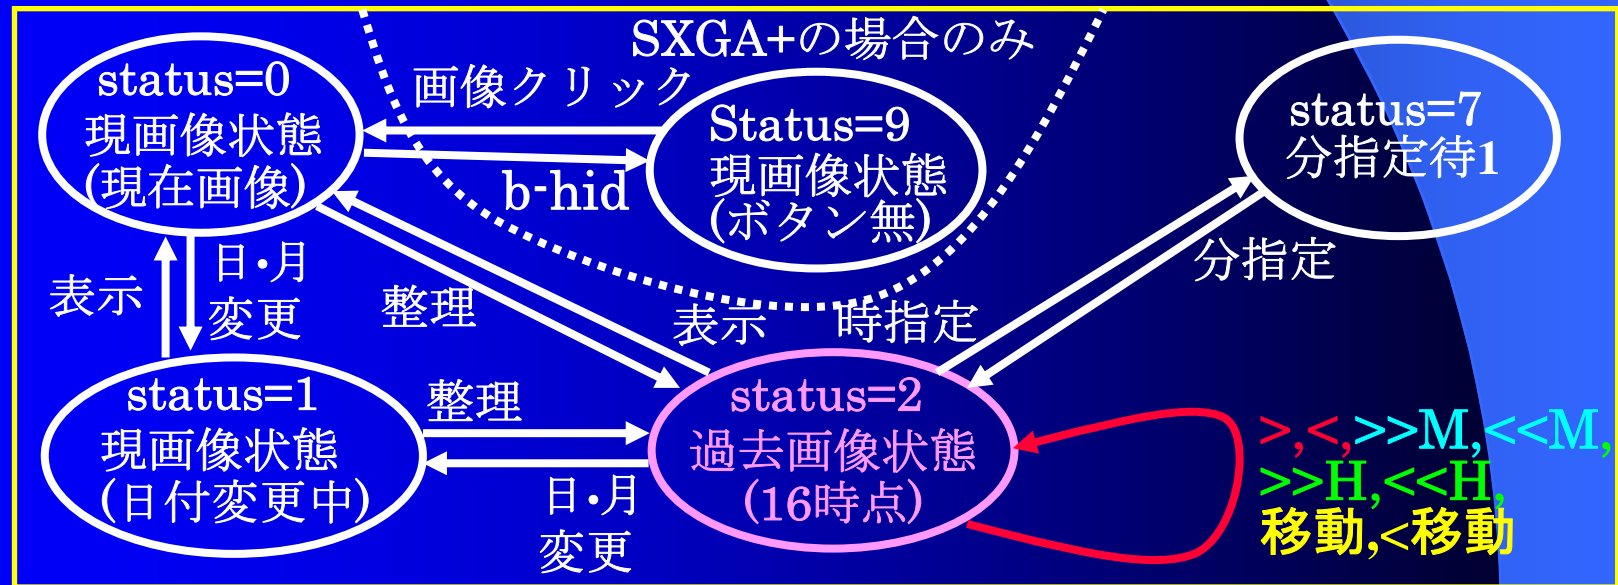 SXGA+の場合のみ
status=0
現画像状態
(現在画像)
画像クリック
b-hid
Status=9
現画像状態
(ボタン無)
status=7
分指定待1
表示
日・月
変更
整理
表示
時指定
分指定
status=1
現画像状態
(日付変更中)
整理
日・月
変更
status=2
過去画像状態
(16時点)
>,<,>>M,<<M,
>>H,<<H,
移動,<移動